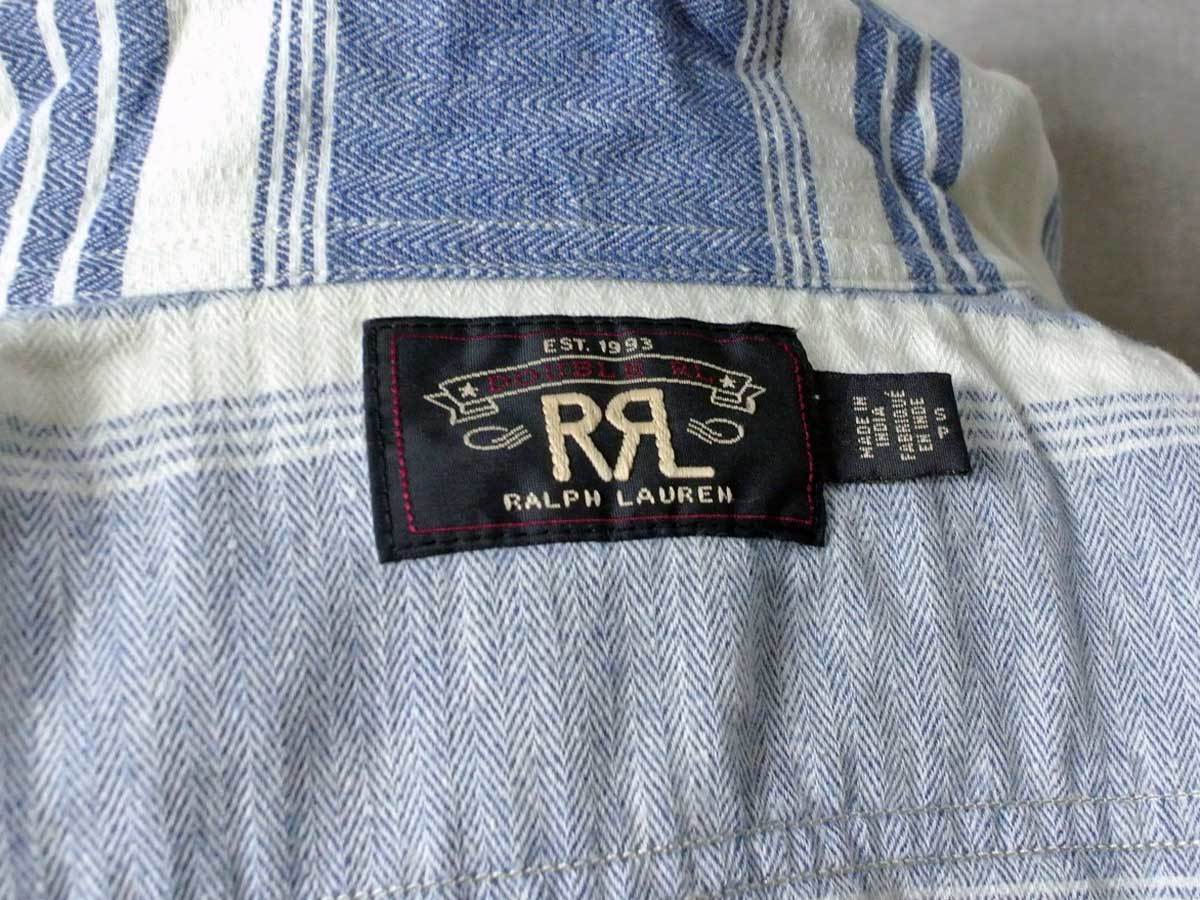 EST. 1993
DOUBLE RL
RRL
RALPH LAUREN
MADE IN
INDIA
FABRIQUÉ
EN INDE
S
P